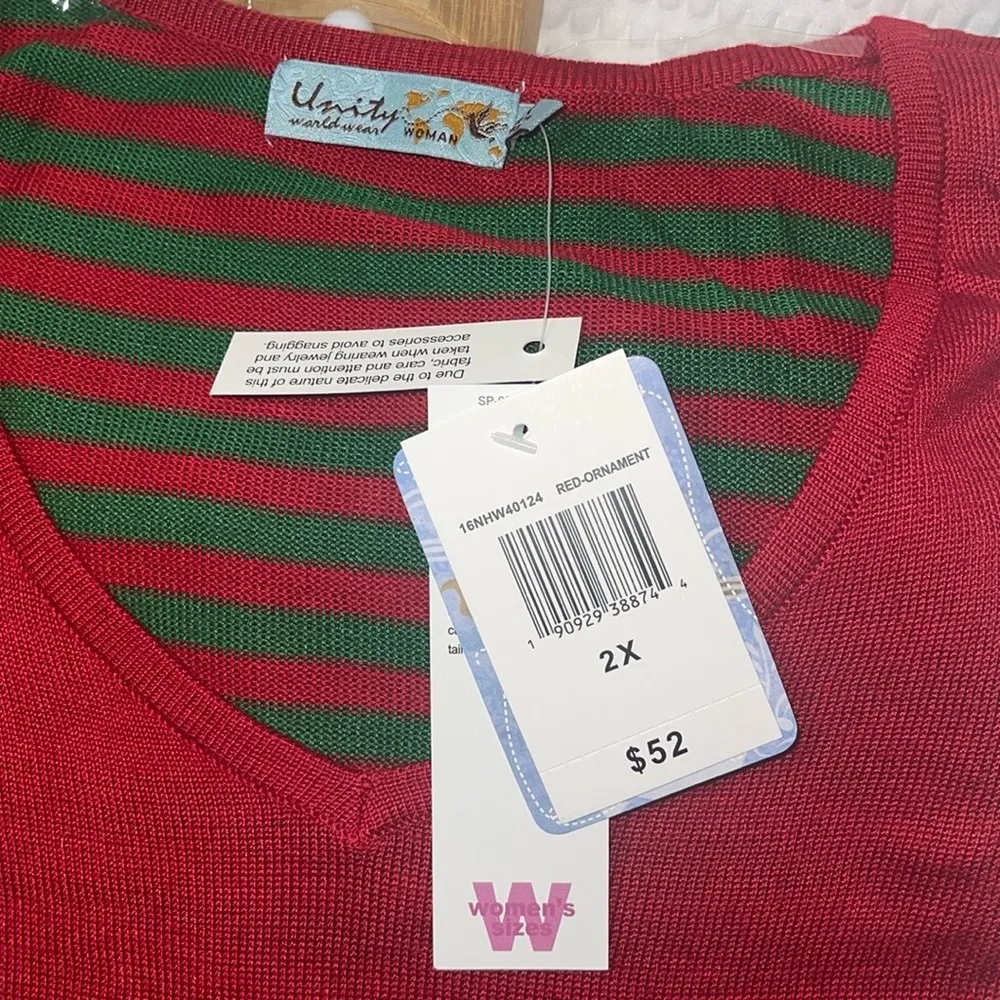 Unity
world wear
WOMAN
Due to the delicate nature of this
fabric, care and attention must be
taken when wearing jewelry and
accessories to avoid snagging.
16NHW40124 RED-ORNAMENT
1 90929 38874 4
2X
$52
W
women's
sizes